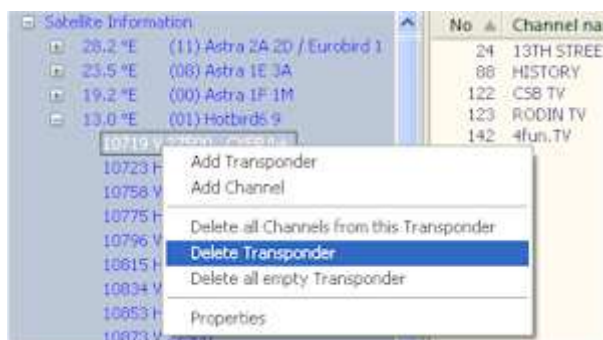 Satellite Information
28.2 °E (11) Astra 2A 2D / Eurobird 1
23.5 °E (08) Astra 1E 3A
19.2 °E (00) Astra 1F 1M
13.0 °E (01) Hotbird6 9
10719 V
10723 H
10758 V
10775 H
10796 V
10815 H
10834 V
10853 H
10873 V
No Channel na
24 13TH STREE
88 HISTORY
122 CSB TV
123 RODIN TV
142 4fun.TV
Add Transponder
Add Channel
Delete all Channels from this Transponder
Delete Transponder
Delete all empty Transponder
Properties